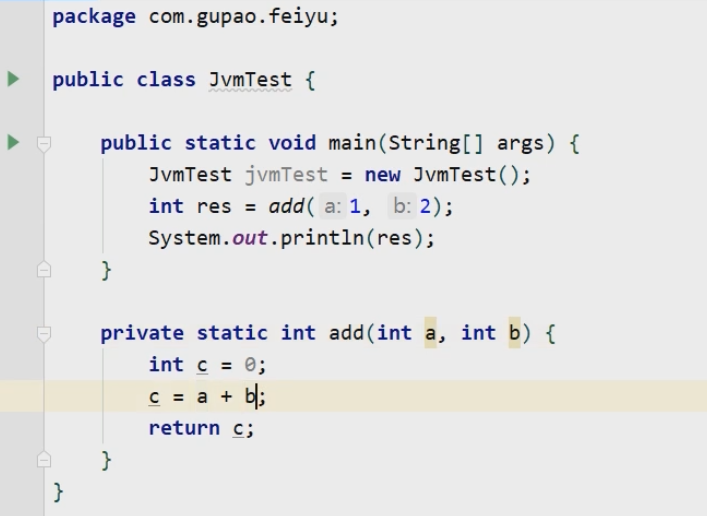 package com.gupao.feiyu;
public class JvmTest {
public static void main(String[] args) {
JvmTest jvmTest = new JvmTest();
int res = add( a: 1, b: 2);
System.out.println(res);
}
private static int add(int a, int b) {
int c = 0;
c = a + b;
return c;
}
}